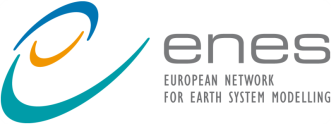 enes
EUROPEAN NETWORK
FOR EARTH SYSTEM MODELLING